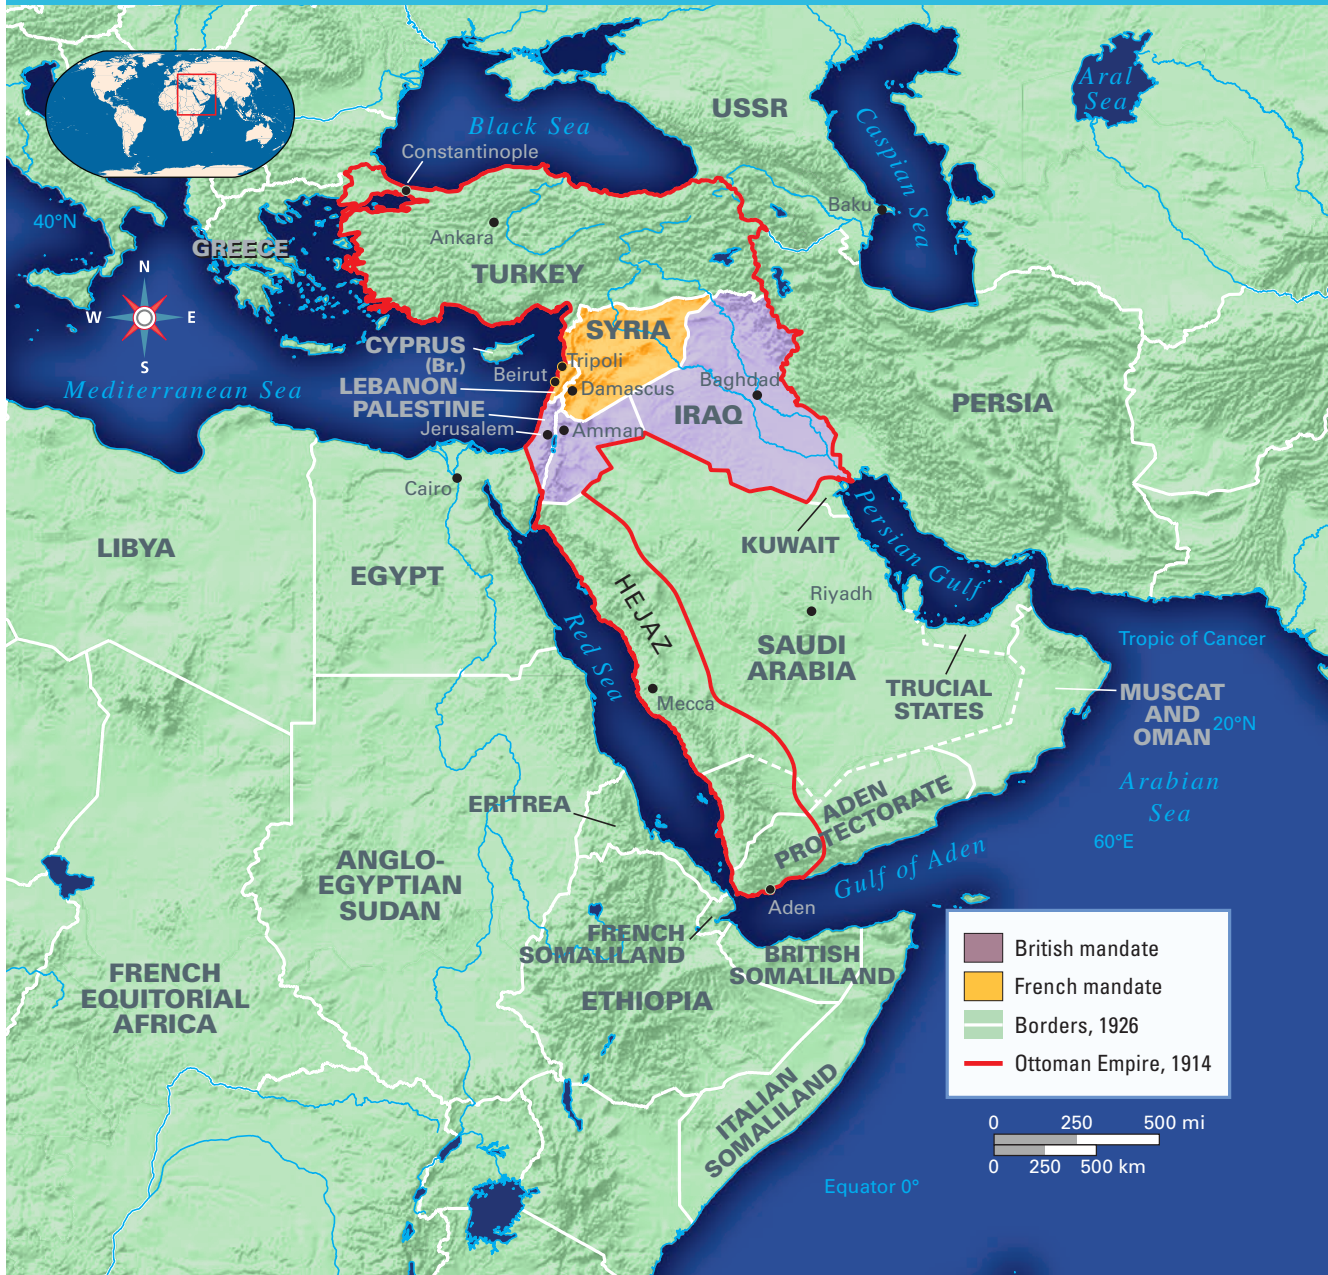 USSR
Aral
Sea
Black Sea
Caspian Sea
Constantinople
Baku
40°N
GREECE
Ankara
TURKEY
N
W
E
S
SYRIA
CYPRUS
(Br.)
Tripoli
Beirut
Mediterranean Sea
LEBANON
Damascus
Baghdad
PALESTINE
IRAQ
PERSIA
Jerusalem
Amman
Cairo
LIBYA
KUWAIT
Persian Gulf
EGYPT
HEJAZ
Riyadh
Red Sea
SAUDI
ARABIA
Tropic of Cancer
TRUCIAL
STATES
MUSCAT
AND
OMAN
20°N
Mecca
Arabian
Sea
ERITREA
ADEN
PROTECTORATE
60°E
ANGLO-
EGYPTIAN
SUDAN
Gulf of Aden
Aden
FRENCH
SOMALILAND
BRITISH
SOMALILAND
FRENCH
EQUITORIAL
AFRICA
ETHIOPIA
ITALIAN
SOMALILAND
Equator 0°
British mandate
French mandate
Borders, 1926
Ottoman Empire, 1914
0 250 500 mi
0 250 500 km